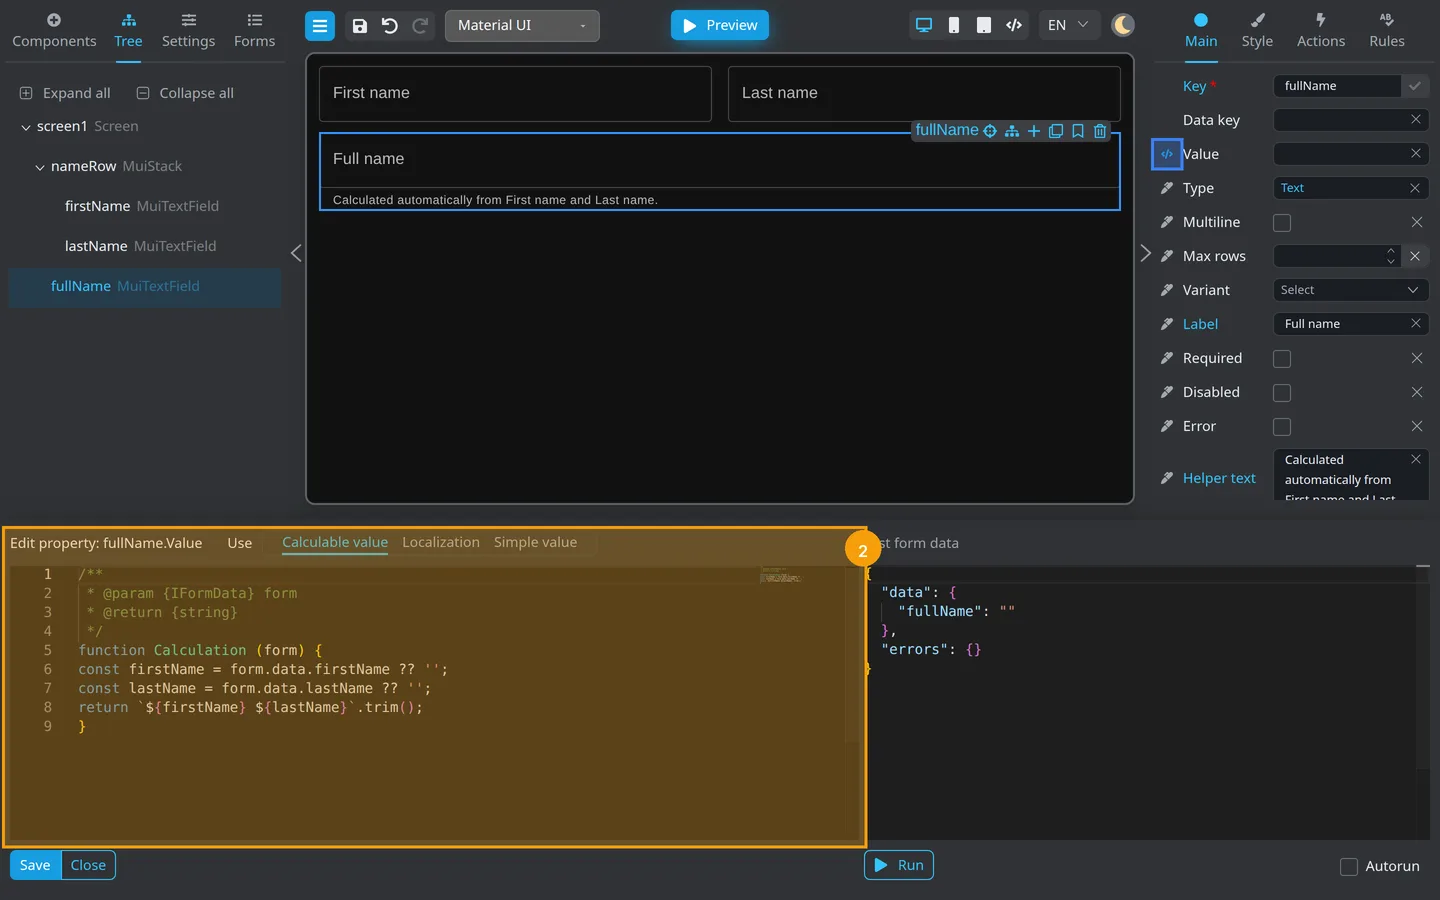 Components
Tree
Settings
Forms
Material UI
Preview
EN
Main
Style
Actions
Rules
Expand all
Collapse all
screen1 Screen
nameRow MuiStack
firstName MuiTextField
lastName MuiTextField
fullName MuiTextField
First name
Last name
fullName
Full name
Calculated automatically from First name and Last name.
Key *
fullName
Data key
Value
Type
Text
Multiline
Max rows
Variant
Select
Label
Full name
Required
Disabled
Error
Helper text
Calculated
automatically from
First name and Last
Edit property: fullName.Value
Use
Calculable value
Localization
Simple value
2
st form data
1 /**
2 * @param {IFormData} form
3 * @return {string}
4 */
5 function Calculation (form) {
6 const firstName = form.data.firstName ?? '';
7 const lastName = form.data.lastName ?? '';
8 return `${firstName} ${lastName}`.trim();
9 }
{
"data": {
"fullName": ""
},
"errors": {}
}
Save
Close
Run
Autorun